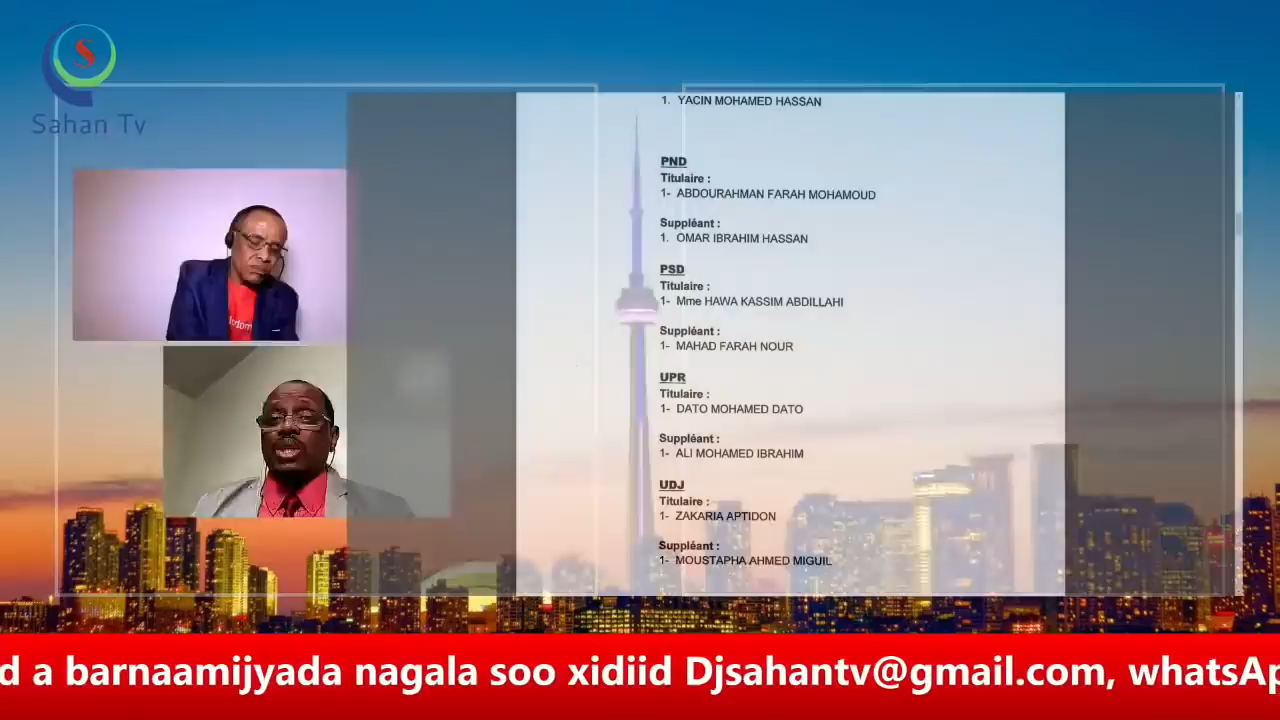 S
Sahan Tv
1. YACIN MOHAMED HASSAN
PND
Titulaire :
1- ABDOURAHMAN FARAH MOHAMOUD
Suppléant :
1. OMAR IBRAHIM HASSAN
PSD
Titulaire :
1- Mme HAWA KASSIM ABDILLAHI
Suppléant :
1- MAHAD FARAH NOUR
UPR
Titulaire :
1- DATO MOHAMED DATO
Suppléant :
1- ALI MOHAMED IBRAHIM
UDJ
Titulaire :
1- ZAKARIA APTIDON
Suppléant :
1- MOUSTAPHA AHMED MIGUIL
d a barnaamijyada nagala soo xidiid Djsahantv@gmail.com, whatsAp